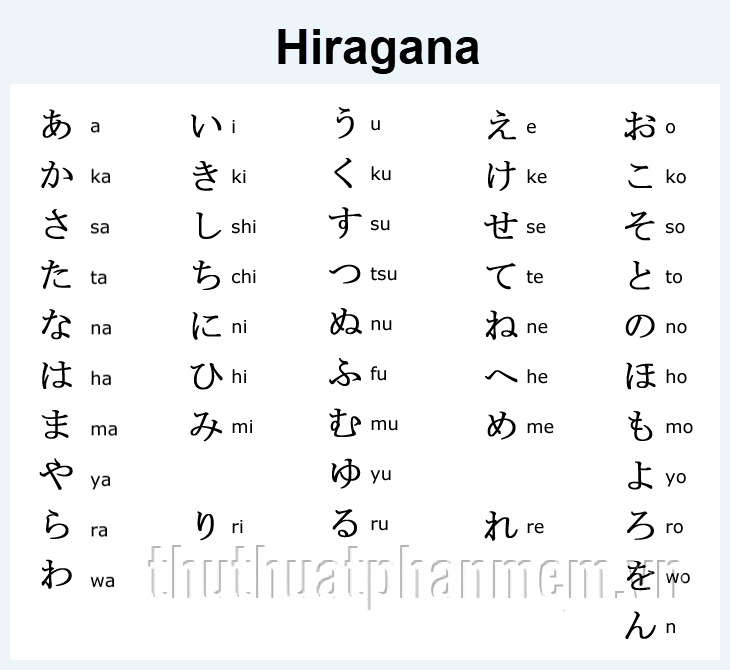 Hiragana
あ a い i う u え e お o
か ka き ki く ku け ke こ ko
さ sa し shi す su せ se そ so
た ta ち chi つ tsu て te と to
な na に ni ぬ nu ね ne の no
は ha ひ hi ふ fu へ he ほ ho
ま ma み mi む mu め me も mo
や ya ゆ yu よ yo
ら ra り ri る ru れ re ろ ro
わ wa を wo
thuthuatphanmem.vn
ん n